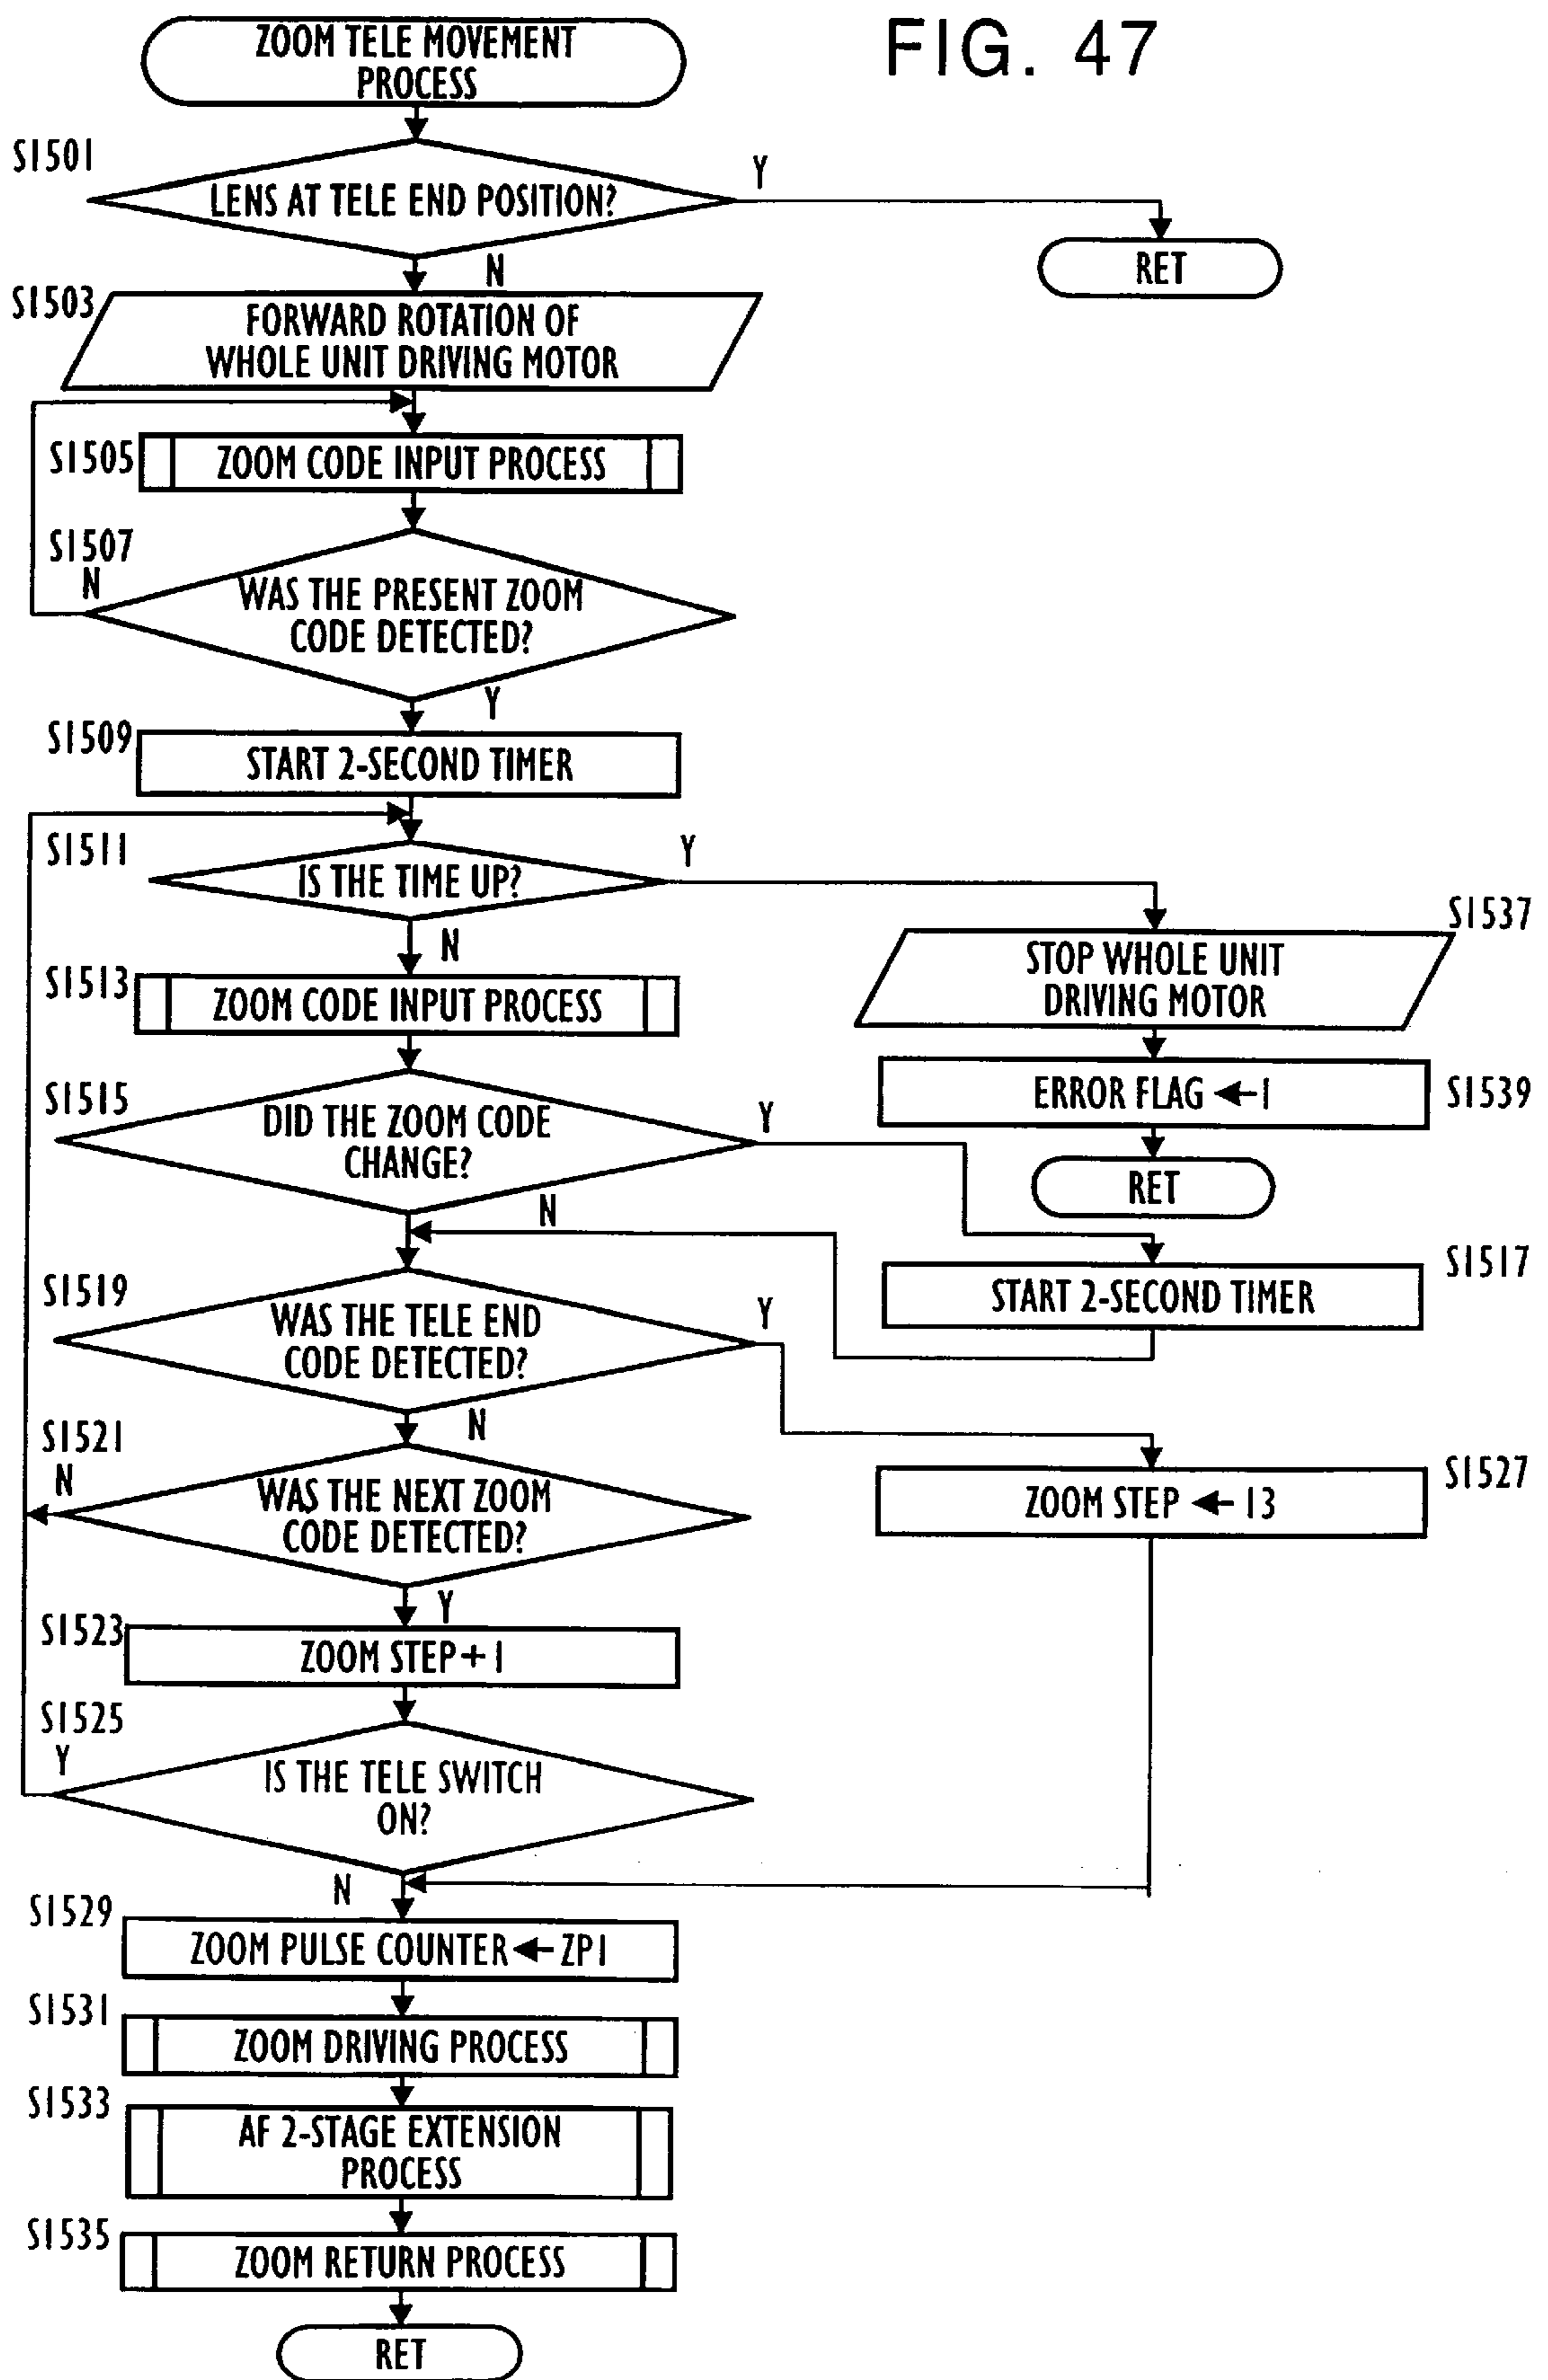 FIG. 47
ZOOM TELE MOVEMENT
PROCESS
S1501
LENS AT TELE END POSITION?
Y
RET
N
S1503
FORWARD ROTATION OF
WHOLE UNIT DRIVING MOTOR
S1505
ZOOM CODE INPUT PROCESS
S1507
N
WAS THE PRESENT ZOOM
CODE DETECTED?
Y
S1509
START 2-SECOND TIMER
S1511
IS THE TIME UP?
Y
N
S1537
STOP WHOLE UNIT
DRIVING MOTOR
S1513
ZOOM CODE INPUT PROCESS
ERROR FLAG ← 1
S1539
RET
S1515
DID THE ZOOM CODE
CHANGE?
Y
N
S1517
START 2-SECOND TIMER
S1519
WAS THE TELE END
CODE DETECTED?
Y
N
S1527
ZOOM STEP ← 13
S1521
N
WAS THE NEXT ZOOM
CODE DETECTED?
Y
S1523
ZOOM STEP+1
S1525
Y
IS THE TELE SWITCH
ON?
N
S1529
ZOOM PULSE COUNTER ← ZP1
S1531
ZOOM DRIVING PROCESS
S1533
AF 2-STAGE EXTENSION
PROCESS
S1535
ZOOM RETURN PROCESS
RET